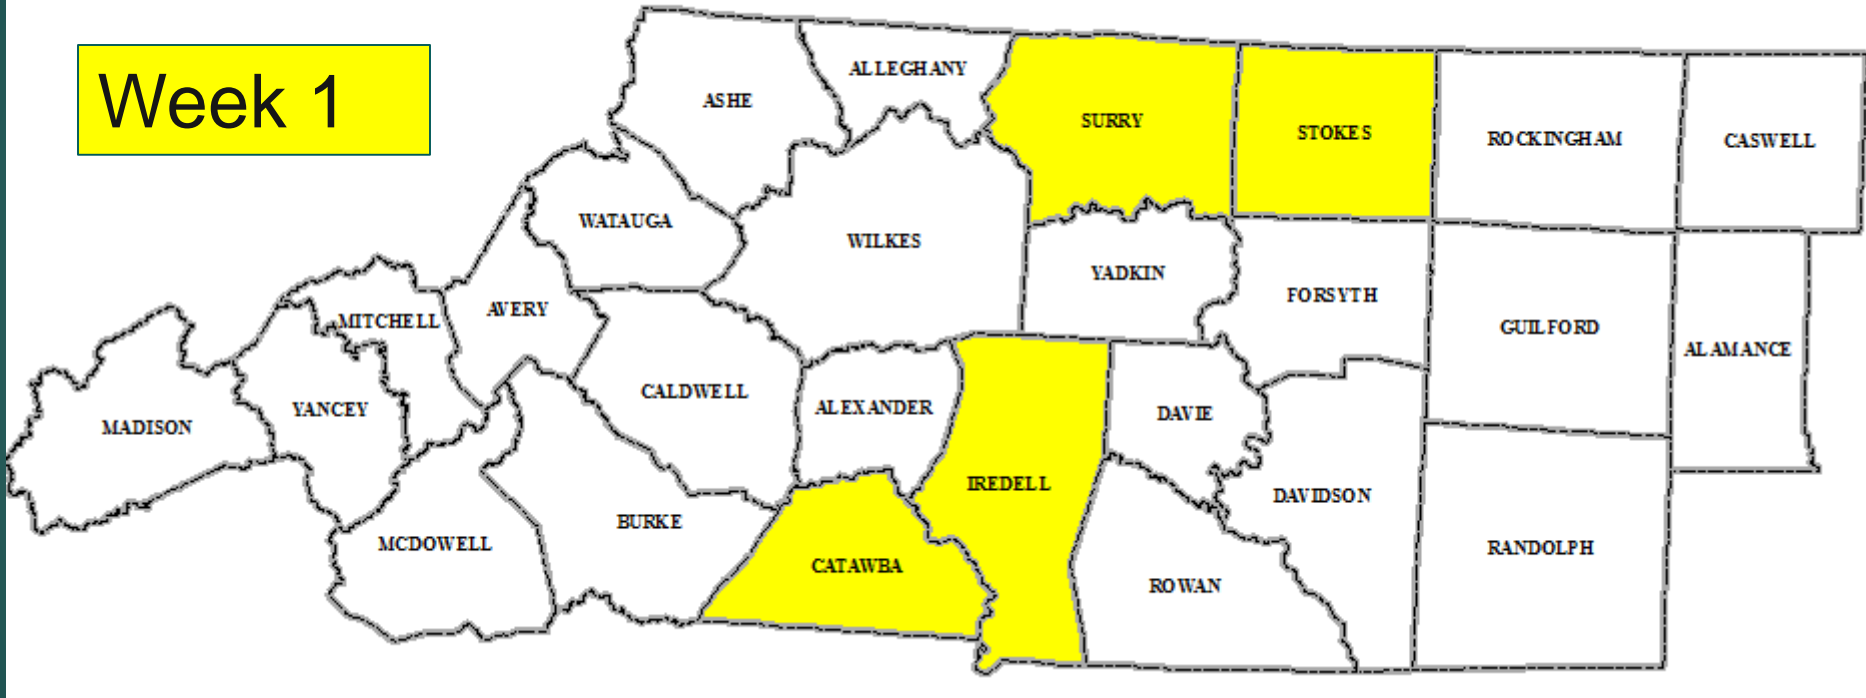 Week 1
ALLEGHANY
ASHE
SURRY
STOKES
ROCKINGHAM
CASWELL
WATAUGA
WILKES
YADKIN
FORSYTH
MITCHELL
AVERY
GUILFORD
ALAMANCE
CALDWELL
ALEXANDER
DAVIE
YANCEY
MADISON
IREDELL
DAVIDSON
BURKE
MCDOWELL
CATAWBA
ROWAN
RANDOLPH